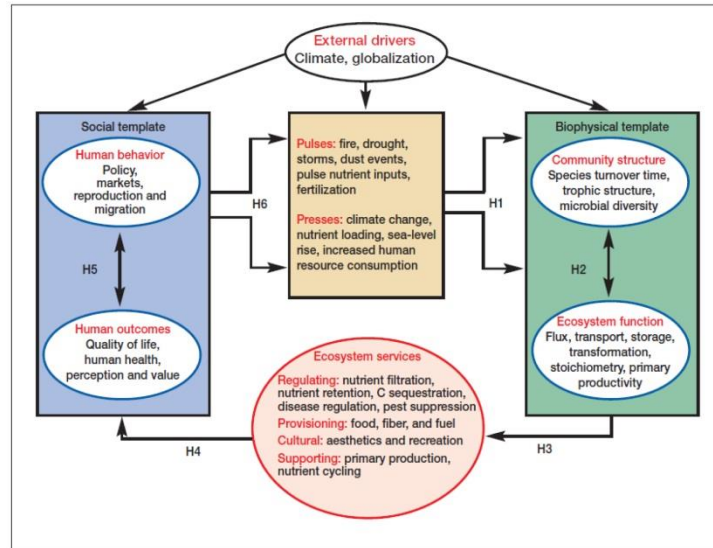 External drivers
Climate, globalization
Social template
Human behavior
Policy,
markets,
reproduction and
migration
H5
Human outcomes
Quality of life,
human health,
perception and value
H6
Pulses: fire, drought,
storms, dust events,
pulse nutrient inputs,
fertilization
Presses: climate change,
nutrient loading, sea-level
rise, increased human
resource consumption
H1
Biophysical template
Community structure
Species turnover time,
trophic structure,
microbial diversity
H2
Ecosystem function
Flux, transport, storage,
transformation,
stoichiometry, primary
productivity
Ecosystem services
Regulating: nutrient filtration,
nutrient retention, C sequestration,
disease regulation, pest suppression
Provisioning: food, fiber, and fuel
Cultural: aesthetics and recreation
Supporting: primary production,
nutrient cycling
H4
H3